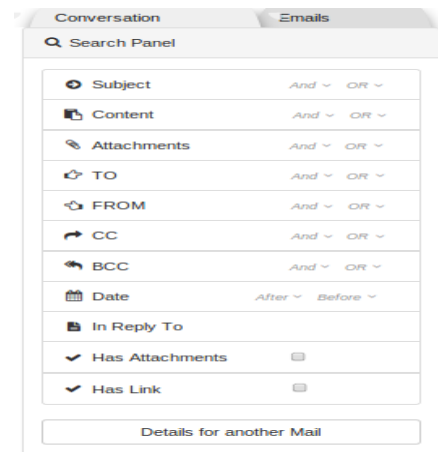 Conversation Emails
Search Panel
Subject And OR
Content And OR
Attachments And OR
TO And OR
FROM And OR
CC And OR
BCC And OR
Date After Before
In Reply To
Has Attachments
Has Link
Details for another Mail